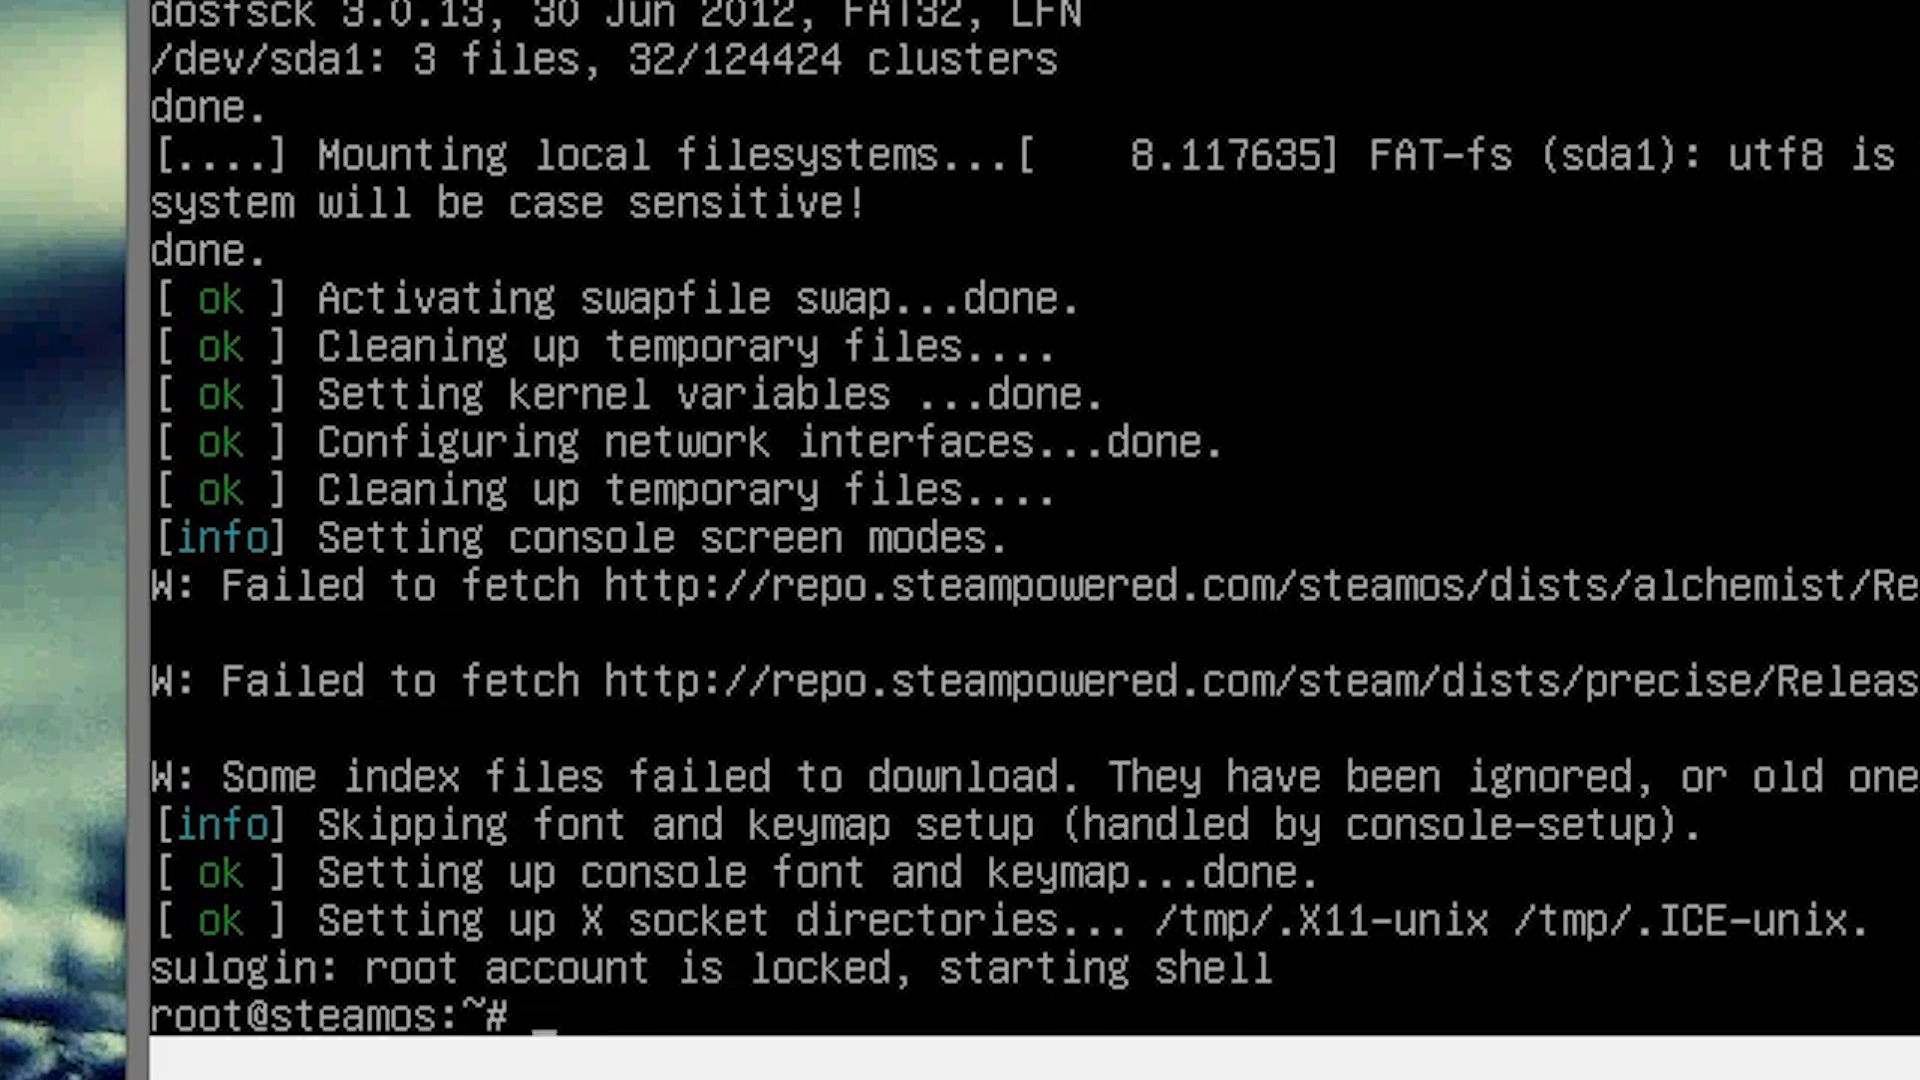 dosfsck 3.0.13, 30 Jun 2012, FAT32, LFN
/dev/sda1: 3 files, 32/124424 clusters
done.
[....] Mounting local filesystems...[    8.117635] FAT-fs (sda1): utf8 is
system will be case sensitive!
done.
[ ok ] Activating swapfile swap...done.
[ ok ] Cleaning up temporary files....
[ ok ] Setting kernel variables ...done.
[ ok ] Configuring network interfaces...done.
[ ok ] Cleaning up temporary files....
[info] Setting console screen modes.
W: Failed to fetch http://repo.steampowered.com/steamos/dists/alchemist/Re
W: Failed to fetch http://repo.steampowered.com/steam/dists/precise/Releas
W: Some index files failed to download. They have been ignored, or old one
[info] Skipping font and keymap setup (handled by console-setup).
[ ok ] Setting up console font and keymap...done.
[ ok ] Setting up X socket directories... /tmp/.X11-unix /tmp/.ICE-unix.
sulogin: root account is locked, starting shell
root@steamos:~# _